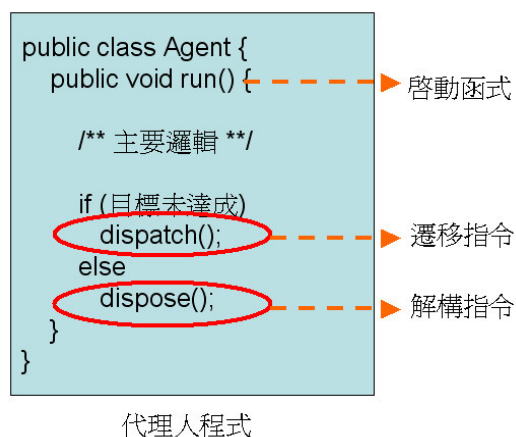 public class Agent {
public void run() {
啓動函式
/** 主要邏輯 **/
if (目標未達成)
dispatch();
遷移指令
else
dispose();
解構指令
}
}
代理人程式